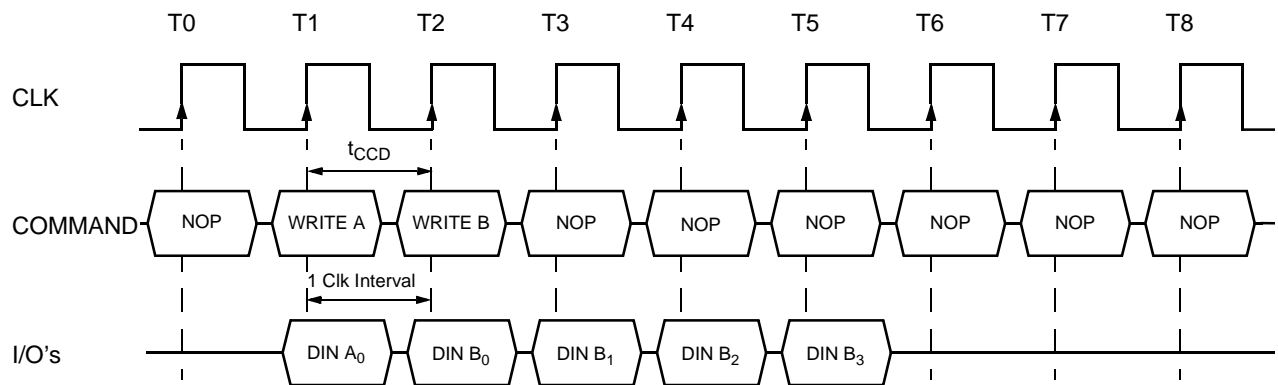 T0 T1 T2 T3 T4 T5 T6 T7 T8
CLK
tCCD
COMMAND NOP WRITE A WRITE B NOP NOP NOP NOP NOP NOP
1 Clk Interval
I/O's DIN A0 DIN B0 DIN B1 DIN B2 DIN B3